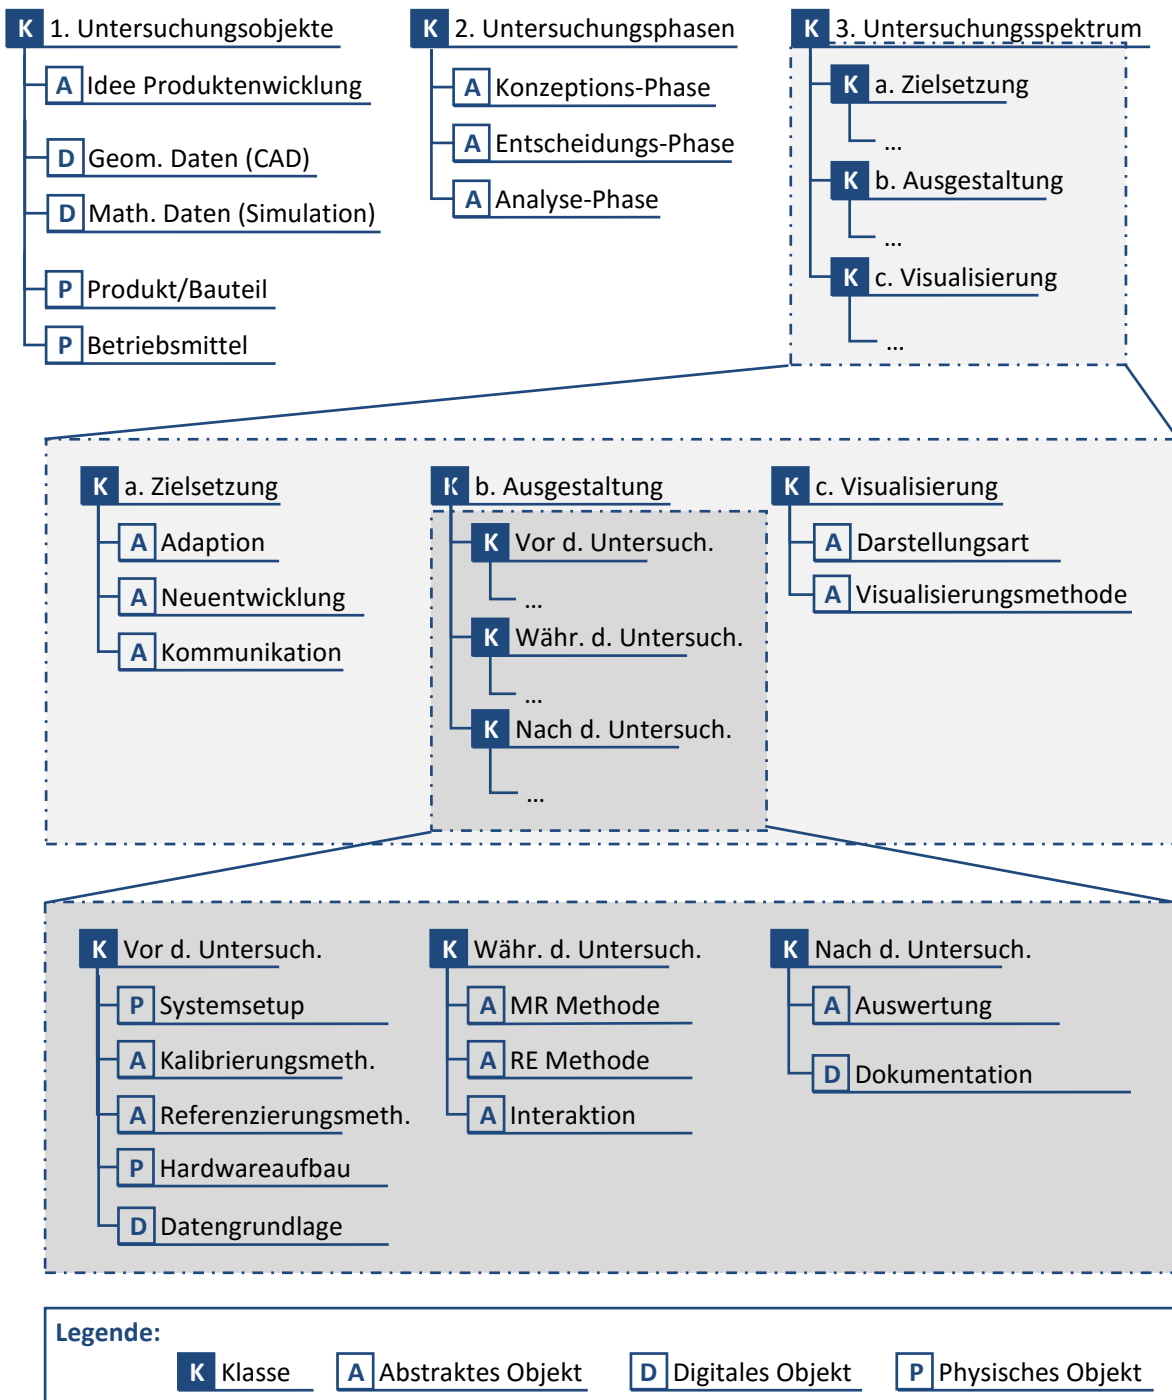 K 1. Untersuchungsobjekte
A Idee Produktenwicklung
D Geom. Daten (CAD)
D Math. Daten (Simulation)
P Produkt/Bauteil
P Betriebsmittel
K 2. Untersuchungsphasen
A Konzeptions-Phase
A Entscheidungs-Phase
A Analyse-Phase
K 3. Untersuchungsspektrum
K a. Zielsetzung
...
K b. Ausgestaltung
...
K c. Visualisierung
...
K a. Zielsetzung
A Adaption
A Neuentwicklung
A Kommunikation
K b. Ausgestaltung
K Vor d. Untersuch.
...
K Währ. d. Untersuch.
...
K Nach d. Untersuch.
...
K c. Visualisierung
A Darstellungsart
A Visualisierungsmethode
K Vor d. Untersuch.
P Systemsetup
A Kalibrierungsmeth.
A Referenzierungsmeth.
P Hardwareaufbau
D Datengrundlage
K Währ. d. Untersuch.
A MR Methode
A RE Methode
A Interaktion
K Nach d. Untersuch.
A Auswertung
D Dokumentation
Legende:
K Klasse A Abstraktes Objekt D Digitales Objekt P Physisches Objekt